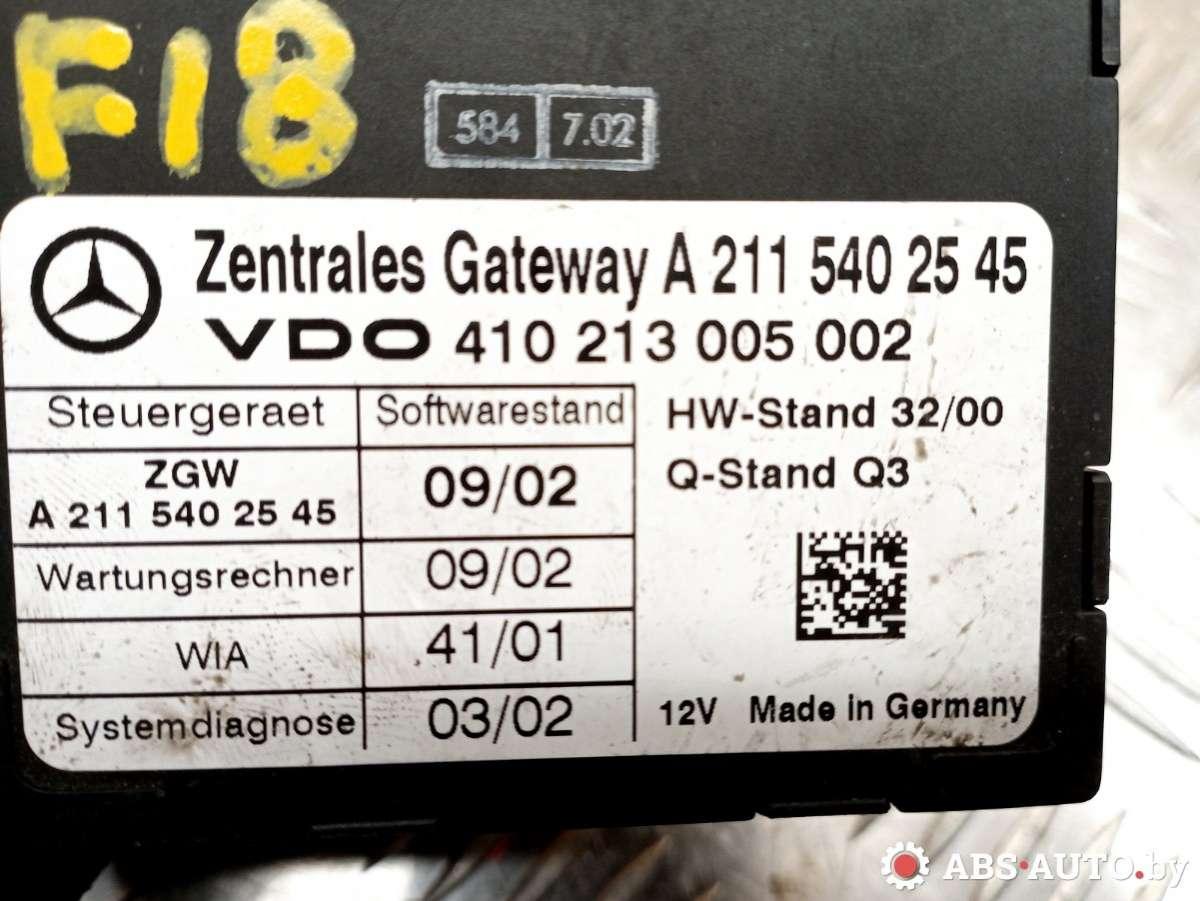 F18
584 7.02
Zentrales Gateway A 211 540 25 45
VDO 410 213 005 002
Steuergeraet Softwarestand HW-Stand 32/00
ZGW 09/02 Q-Stand Q3
A 211 540 25 45
Wartungsrechner 09/02
WIA 41/01
Systemdiagnose 03/02 12V Made in Germany
ABS·AUTO.by